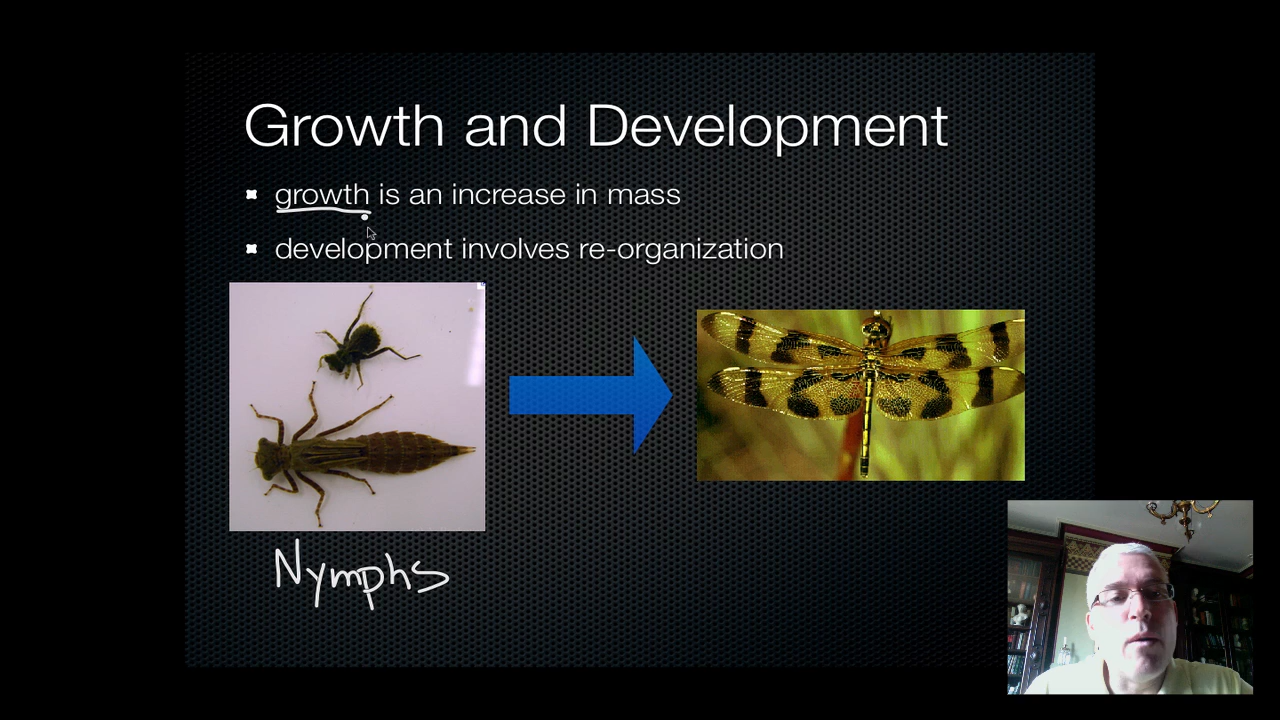 Growth and Development
growth is an increase in mass
development involves re-organization
Nymphs